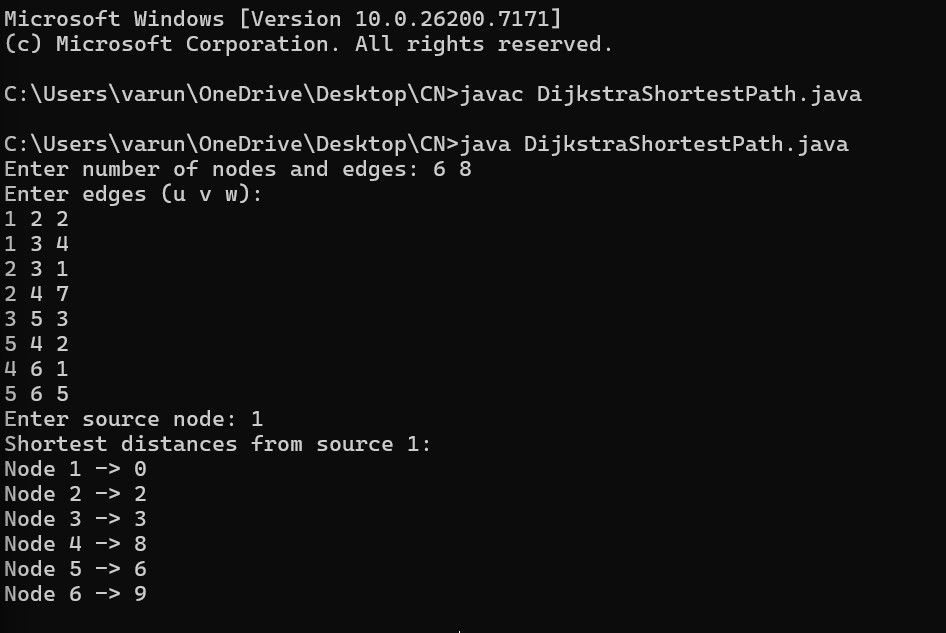 Microsoft Windows [Version 10.0.26200.7171]
(c) Microsoft Corporation. All rights reserved.
C:\Users\varun\OneDrive\Desktop\CN>javac DijkstraShortestPath.java
C:\Users\varun\OneDrive\Desktop\CN>java DijkstraShortestPath.java
Enter number of nodes and edges: 6 8
Enter edges (u v w):
1 2 2
1 3 4
2 3 1
2 4 7
3 5 3
5 4 2
4 6 1
5 6 5
Enter source node: 1
Shortest distances from source 1:
Node 1 -> 0
Node 2 -> 2
Node 3 -> 3
Node 4 -> 8
Node 5 -> 6
Node 6 -> 9